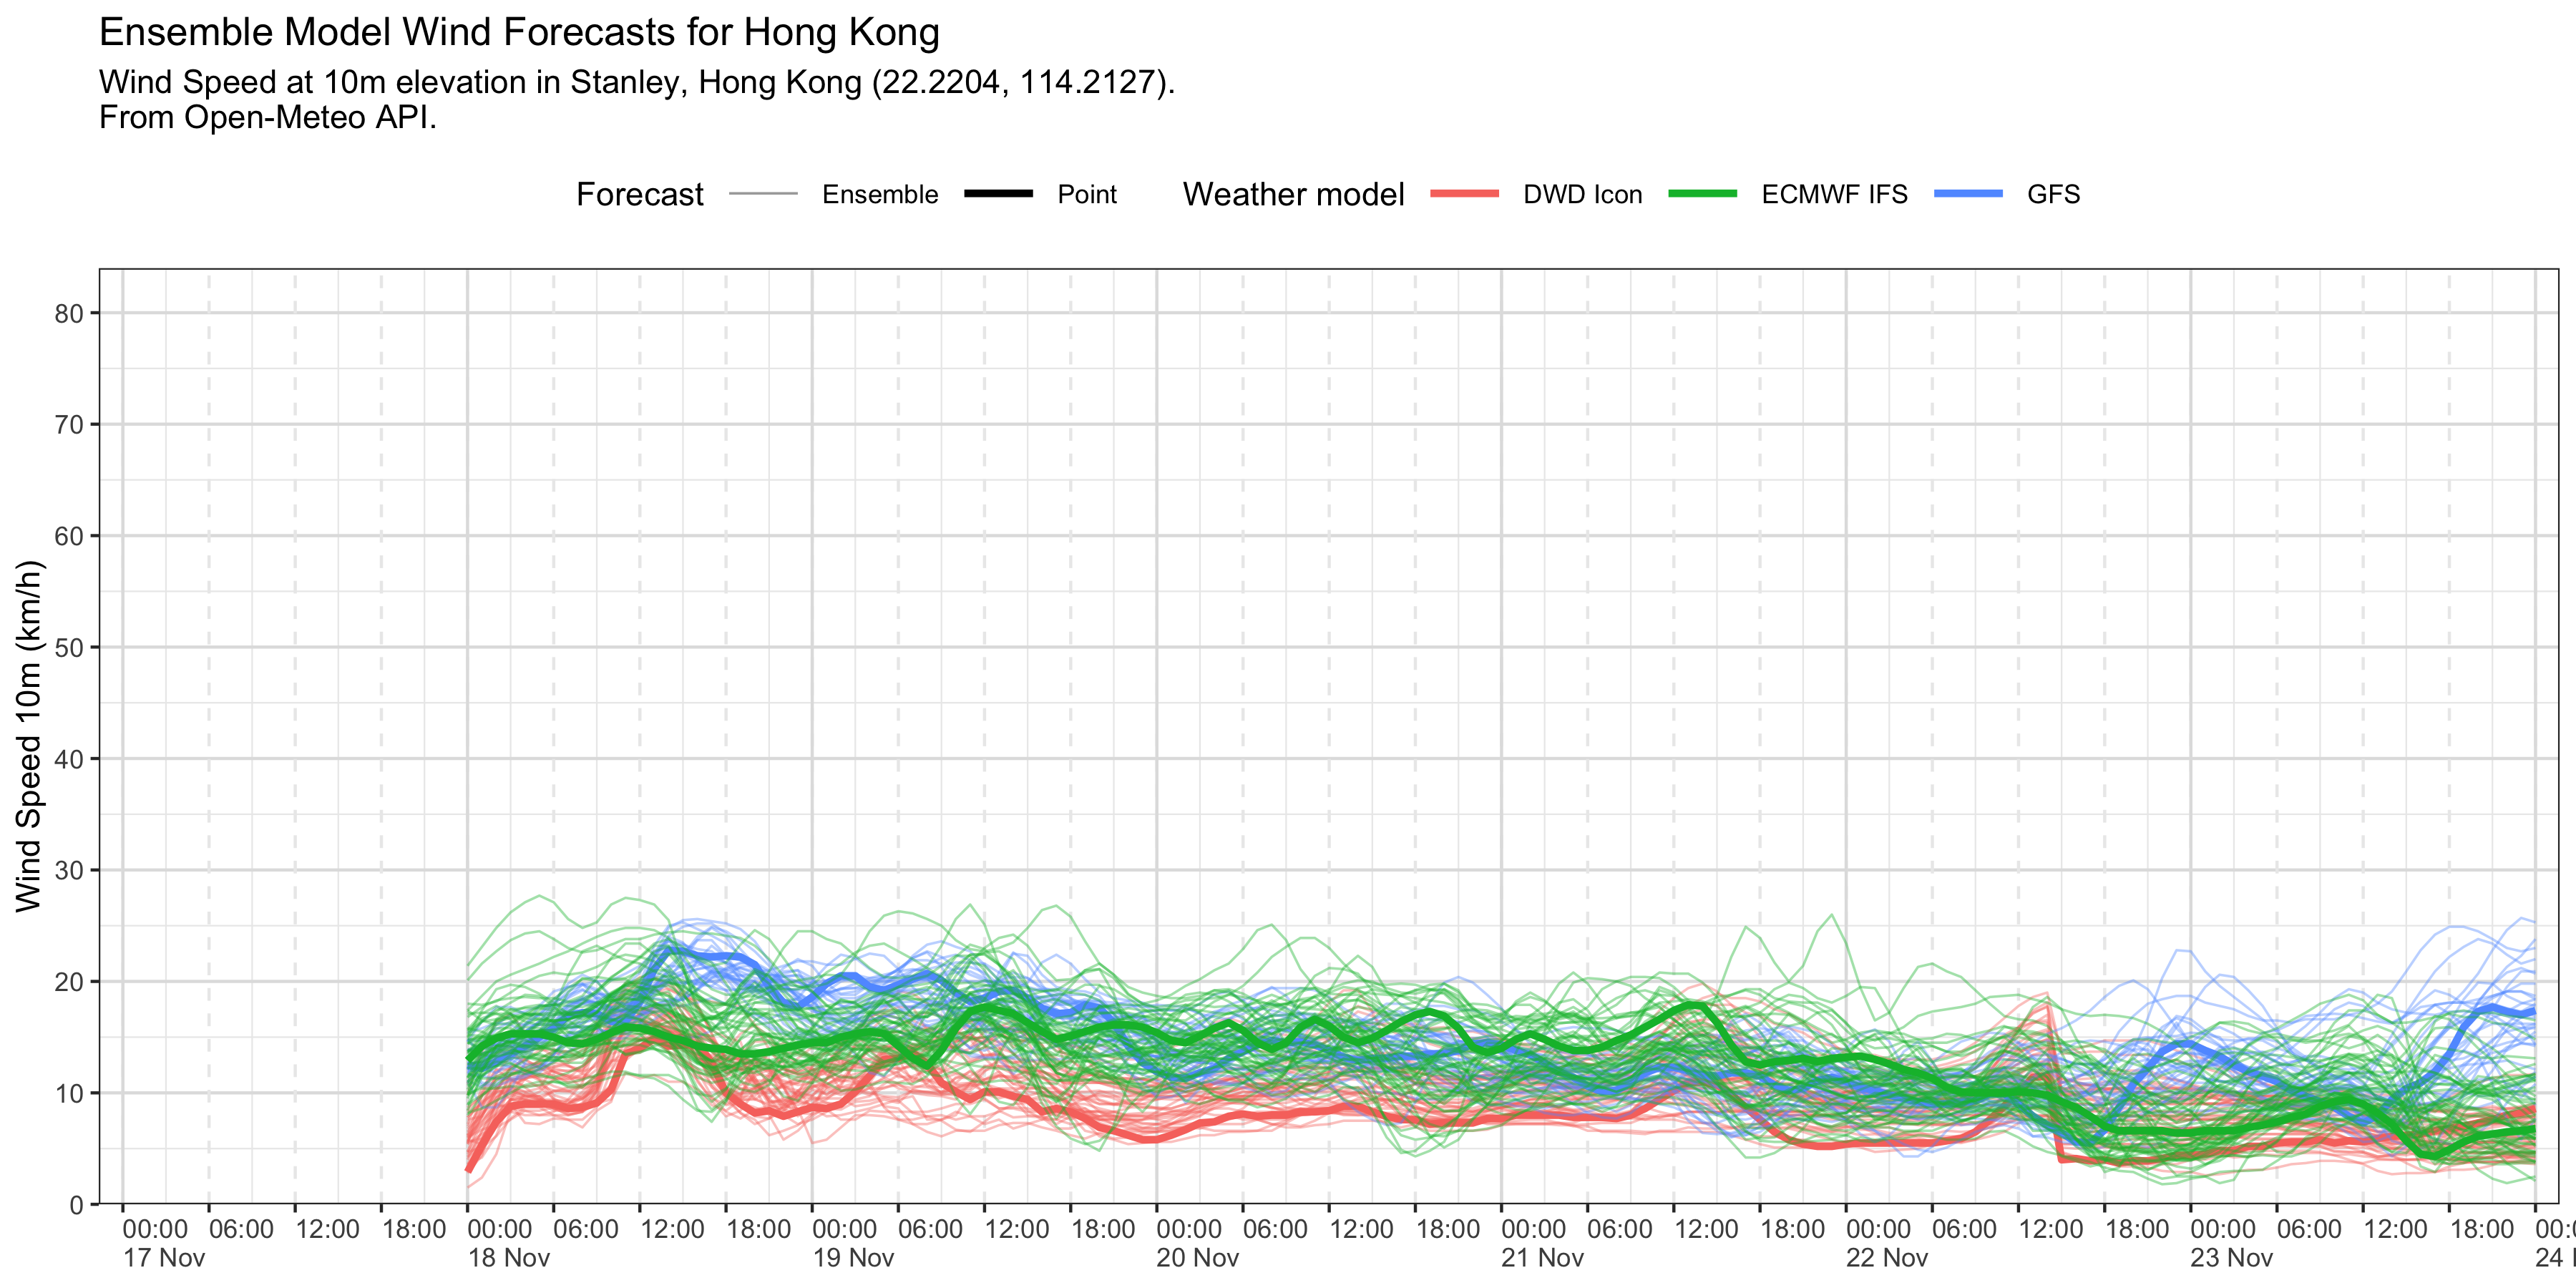 Ensemble Model Wind Forecasts for Hong Kong
Wind Speed at 10m elevation in Stanley, Hong Kong (22.2204, 114.2127).
From Open-Meteo API.
Forecast Ensemble Point Weather model DWD Icon ECMWF IFS GFS
Wind Speed 10m (km/h)
80
70
60
50
40
30
20
10
0
00:00 06:00 12:00 18:00 00:00 06:00 12:00 18:00 00:00 06:00 12:00 18:00 00:00 06:00 12:00 18:00 00:00 06:00 12:00 18:00 00:00 06:00 12:00 18:00 00:00 06:00 12:00 18:00
17 Nov 18 Nov 19 Nov 20 Nov 21 Nov 22 Nov 23 Nov 24